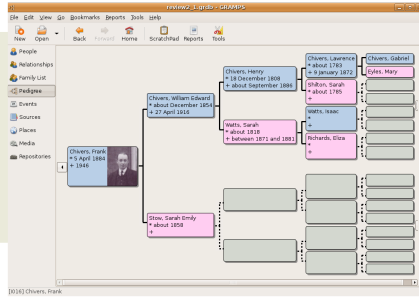 review2_1.grdb - GRAMPS
File Edit View Go Bookmarks Reports Tools Help
New Open Back Forward Home ScratchPad Reports Tools
People
Relationships
Family List
Pedigree
Events
Sources
Places
Media
Repositories
Chivers, Frank
* 5 April 1884
+ 1946
Chivers, William Edward
* about December 1854
+ 27 April 1916
Stow, Sarah Emily
* about 1858
+
Chivers, Henry
* 19 December 1808
+ about September 1886
Watts, Sarah
* about 1818
+ between 1871 and 1881
Chivers, Lawrence
* about 1783
+ 9 January 1872
Shilton, Sarah
* about 1785
+
Watts, Isaac
*
+
Richards, Eliza
*
+
Chivers, Gabriel
Eyles, Mary
[I016] Chivers, Frank